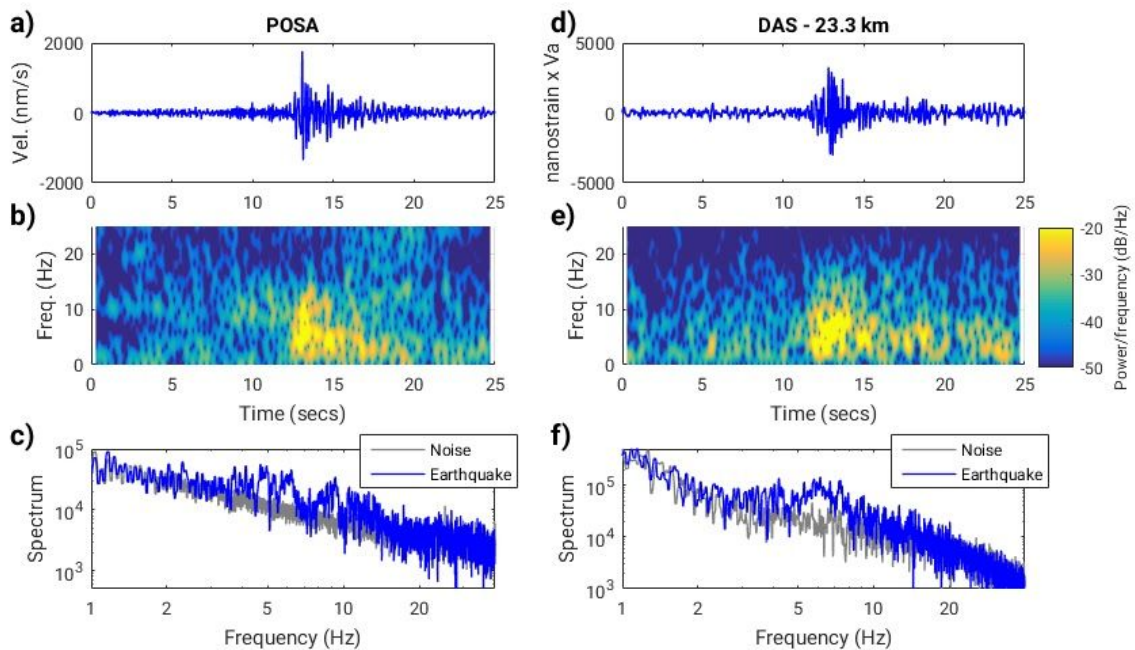 a)
POSA
2000
0
-2000
Vel. (nm/s)
0 5 10 15 20 25
b)
20
10
0
Freq. (Hz)
0 5 10 15 20 25
Time (secs)
c)
10^5
10^4
10^3
Spectrum
Noise
Earthquake
1 2 5 10 20
Frequency (Hz)
d)
DAS - 23.3 km
5000
0
-5000
nanostrain x Va
0 5 10 15 20 25
e)
20
10
0
Freq. (Hz)
0 5 10 15 20 25
Time (secs)
-20
-30
-40
-50
Power/frequency (dB/Hz)
f)
10^5
10^4
10^3
Spectrum
Noise
Earthquake
1 2 5 10 20
Frequency (Hz)